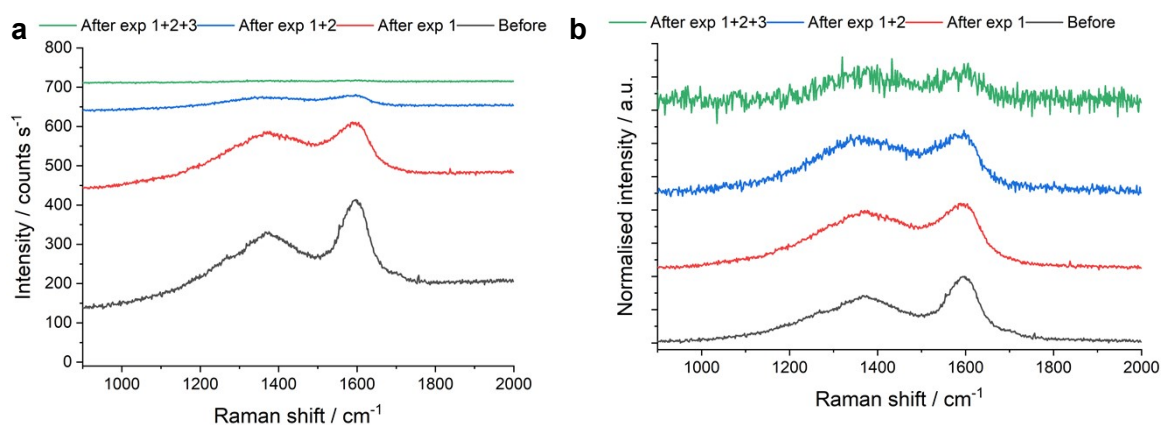 a
After exp 1+2+3 After exp 1+2 After exp 1 Before
800
700
600
500
400
300
200
100
0
Intensity / counts s⁻¹
1000 1200 1400 1600 1800 2000
Raman shift / cm⁻¹
b
After exp 1+2+3 After exp 1+2 After exp 1 Before
Normalised intensity / a.u.
1000 1200 1400 1600 1800 2000
Raman shift / cm⁻¹